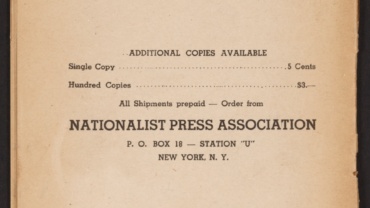 ADDITIONAL COPIES AVAILABLE
Single Copy .......................................... 5 Cents
Hundred Copies ...................................... $3.—
All Shipments prepaid — Order from
NATIONALIST PRESS ASSOCIATION
P. O. BOX 18 — STATION "U"
NEW YORK, N. Y.